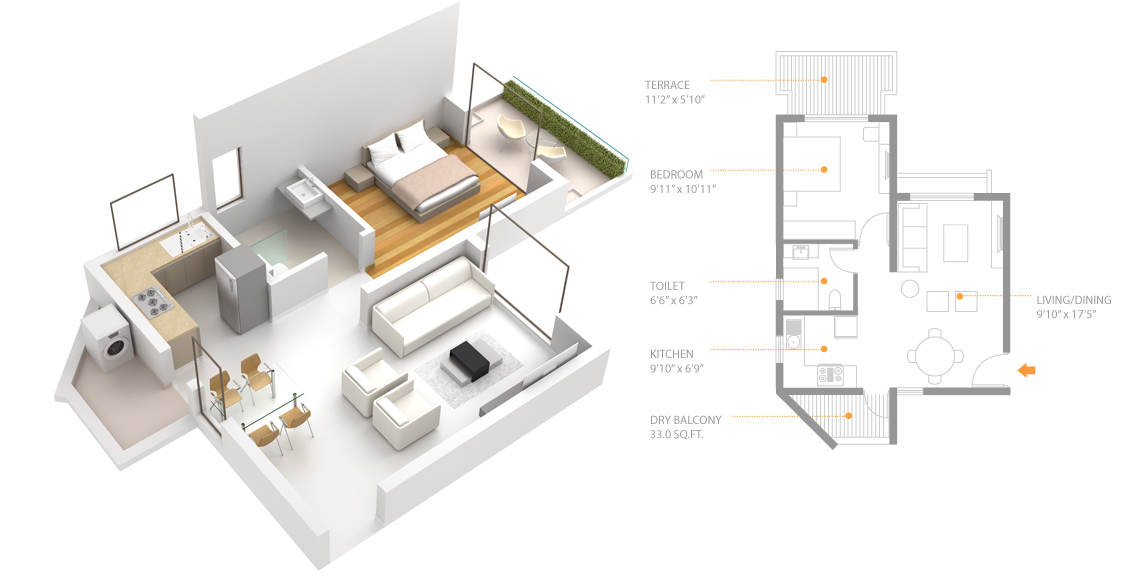 TERRACE
11'2" x 5'10"
BEDROOM
9'11" x 10'11"
TOILET
6'6" x 6'3"
LIVING/DINING
9'10" x 17'5"
KITCHEN
9'10" x 6'9"
DRY BALCONY
33.0 SQ.FT.